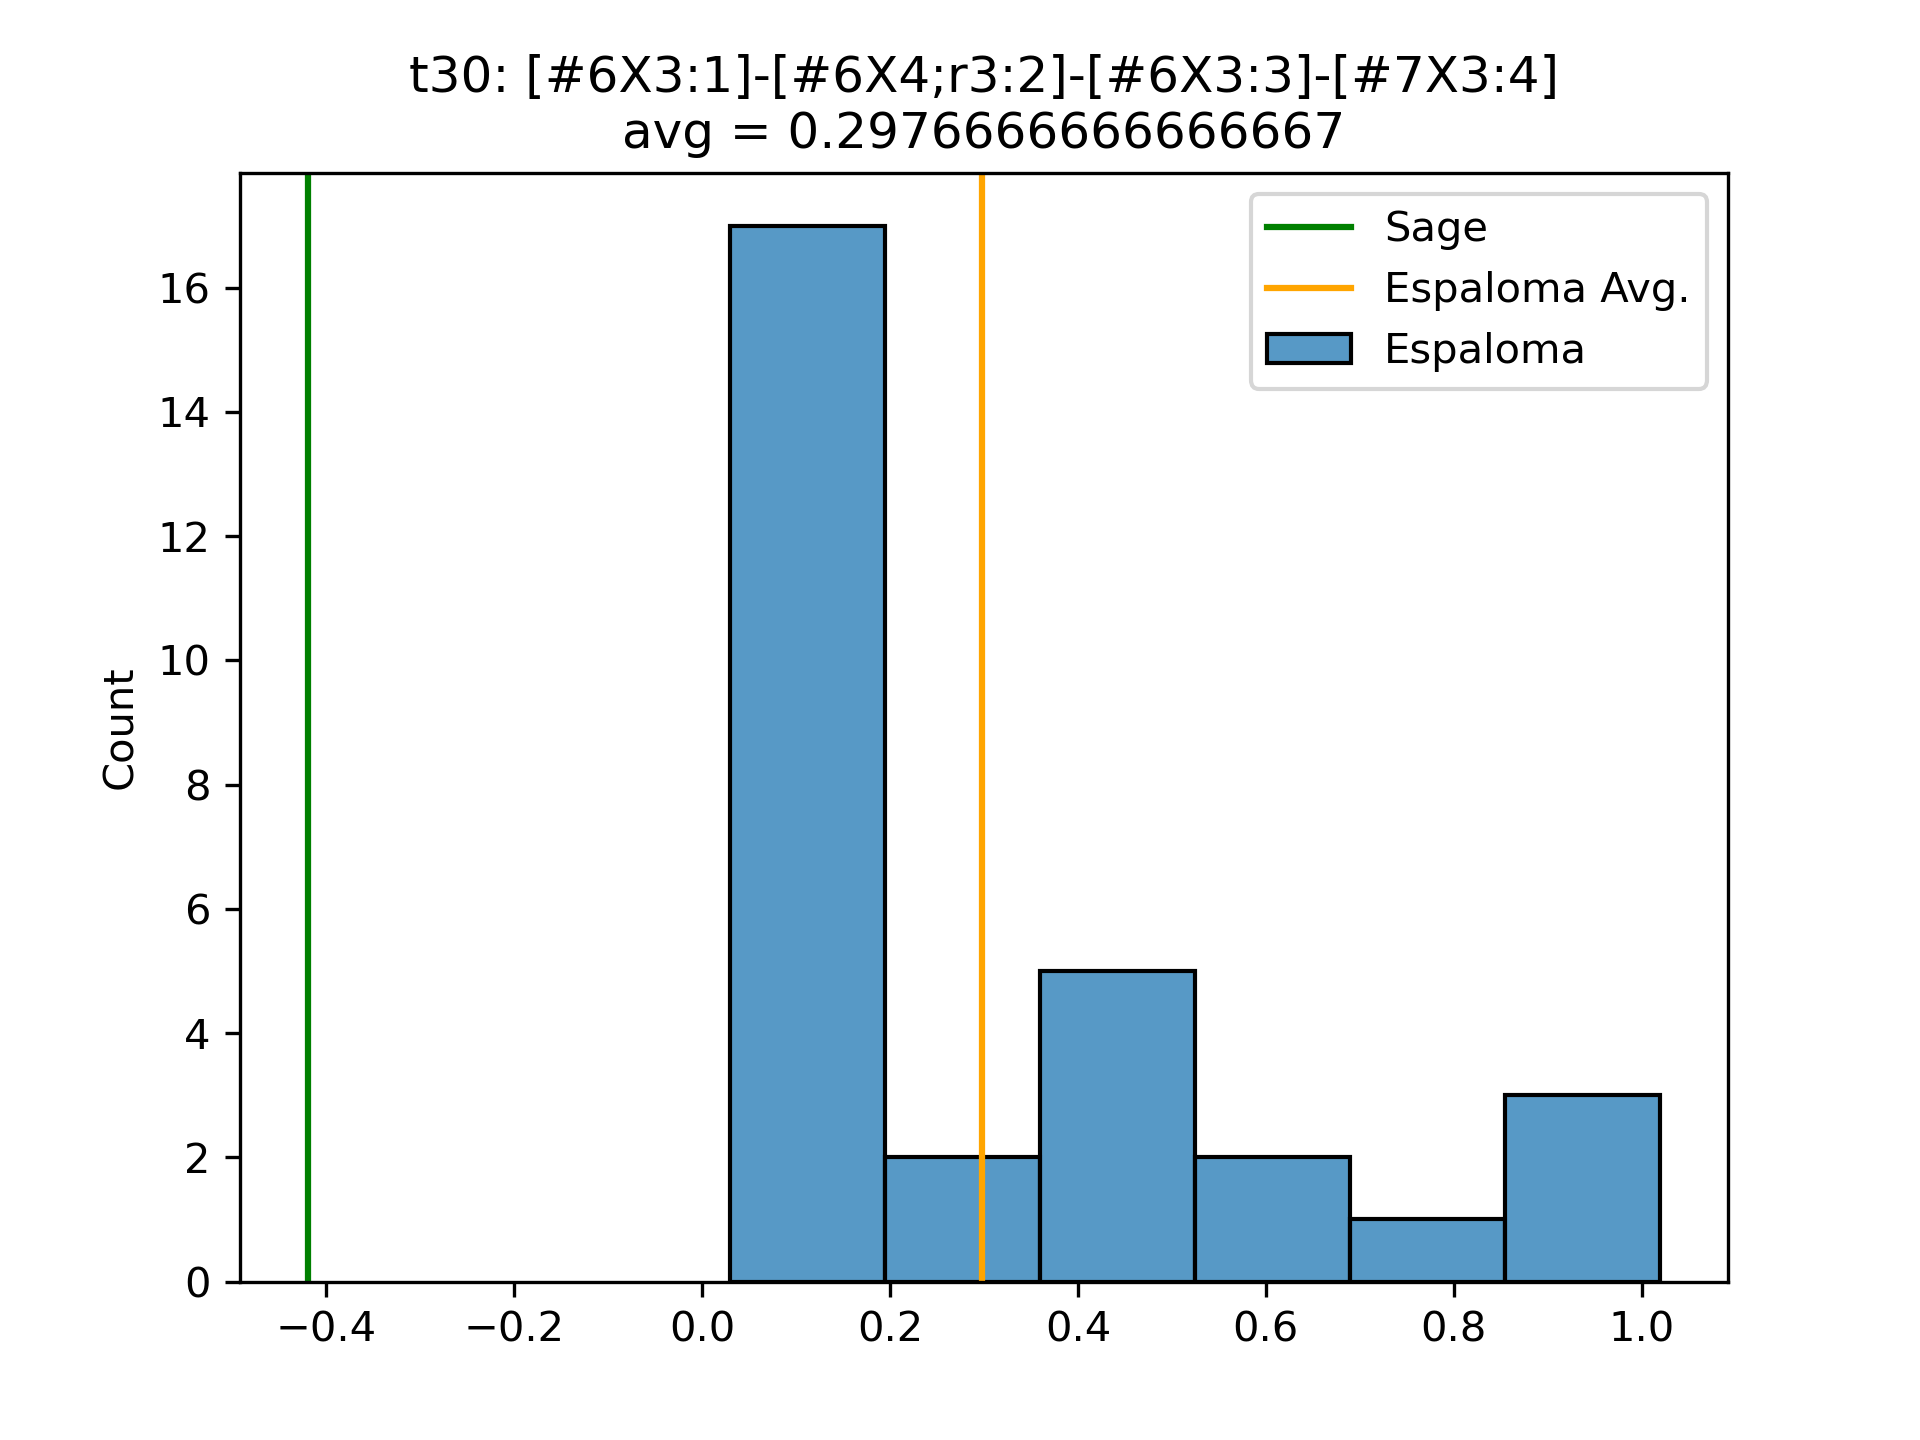 t30: [#6X3:1]-[#6X4;r3:2]-[#6X3:3]-[#7X3:4]
avg = 0.29766666666666667
Sage
Espaloma Avg.
Espaloma
Count
16
14
12
10
8
6
4
2
0
−0.4 −0.2 0.0 0.2 0.4 0.6 0.8 1.0